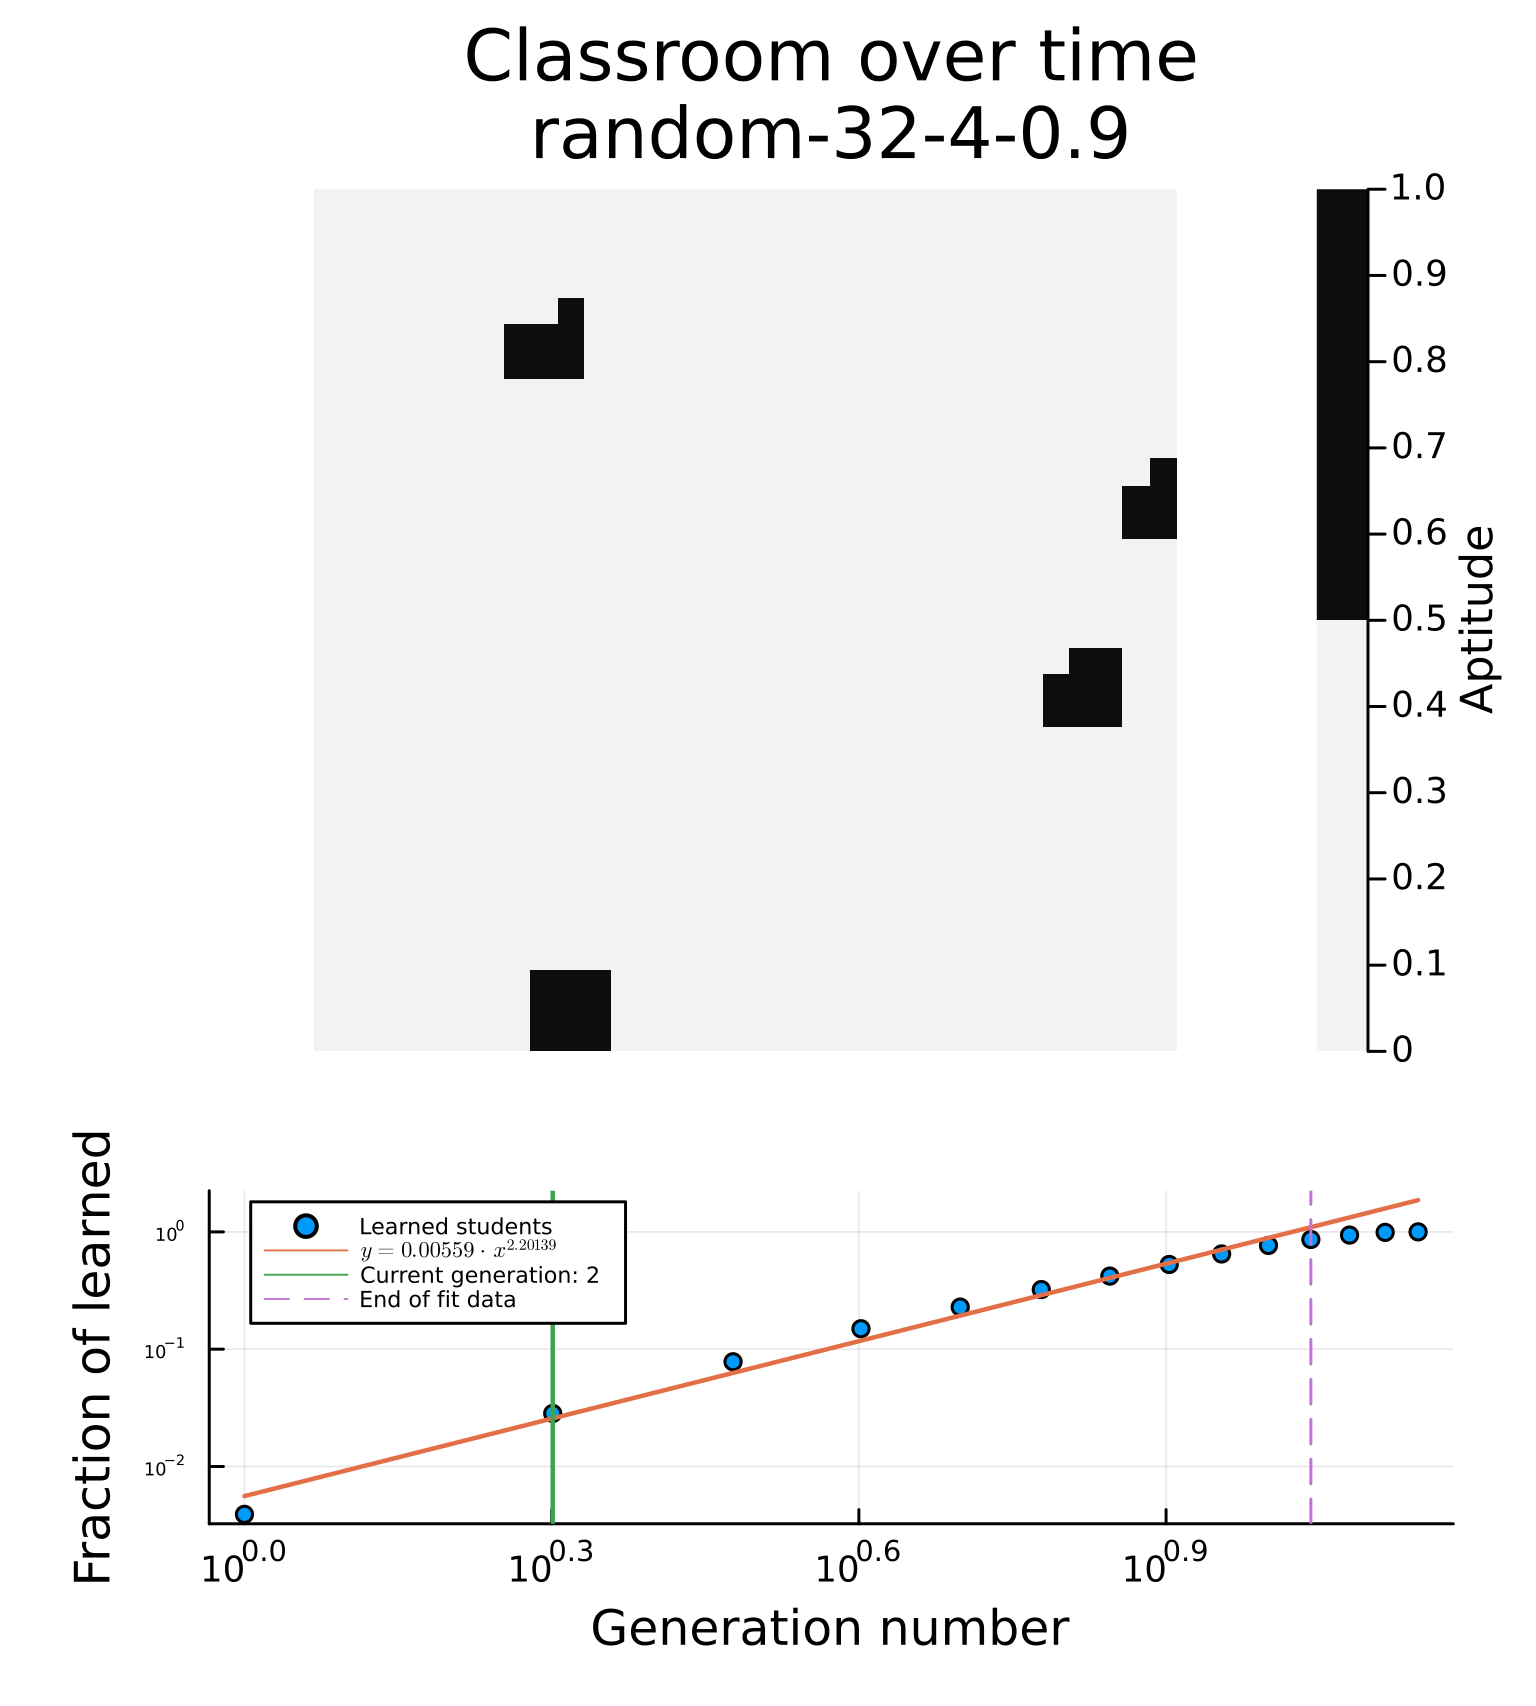 Classroom over time
random-32-4-0.9
1.0
0.9
0.8
0.7
0.6
0.5
0.4
0.3
0.2
0.1
0
Aptitude
Fraction of learned
10^0
10^−1
10^−2
Learned students
y = 0.00559 · x^2.20139
Current generation: 2
End of fit data
10^0.0
10^0.3
10^0.6
10^0.9
Generation number